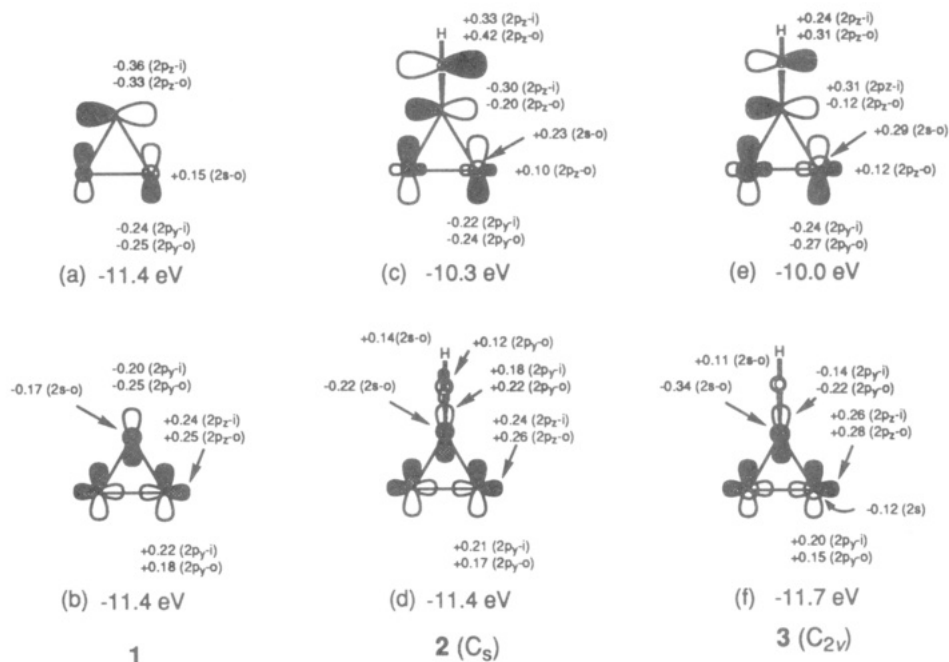 -0.36 (2pz-i)
-0.33 (2pz-o)
+0.15 (2s-o)
-0.24 (2py-i)
-0.25 (2py-o)
(a) -11.4 eV
+0.33 (2pz-i)
+0.42 (2pz-o)
H
-0.30 (2pz-i)
-0.20 (2pz-o)
+0.23 (2s-o)
+0.10 (2pz-o)
-0.22 (2py-i)
-0.24 (2py-o)
(c) -10.3 eV
+0.24 (2pz-i)
+0.31 (2pz-o)
H
+0.31 (2pz-i)
-0.12 (2pz-o)
+0.29 (2s-o)
+0.12 (2pz-o)
-0.24 (2py-i)
-0.27 (2py-o)
(e) -10.0 eV
-0.20 (2py-i)
-0.25 (2py-o)
-0.17 (2s-o)
+0.24 (2pz-i)
+0.25 (2pz-o)
+0.22 (2py-i)
+0.18 (2py-o)
(b) -11.4 eV
1
H
+0.14(2s-o)
+0.12 (2py-o)
+0.18 (2py-i)
+0.22 (2py-o)
-0.22 (2s-o)
+0.24 (2pz-i)
+0.26 (2pz-o)
+0.21 (2py-i)
+0.17 (2py-o)
(d) -11.4 eV
2 (Cs)
H
+0.11 (2s-o)
-0.14 (2py-i)
-0.22 (2py-o)
-0.34 (2s-o)
+0.26 (2pz-i)
+0.28 (2pz-o)
-0.12 (2s)
+0.20 (2py-i)
+0.15 (2py-o)
(f) -11.7 eV
3 (C2v)